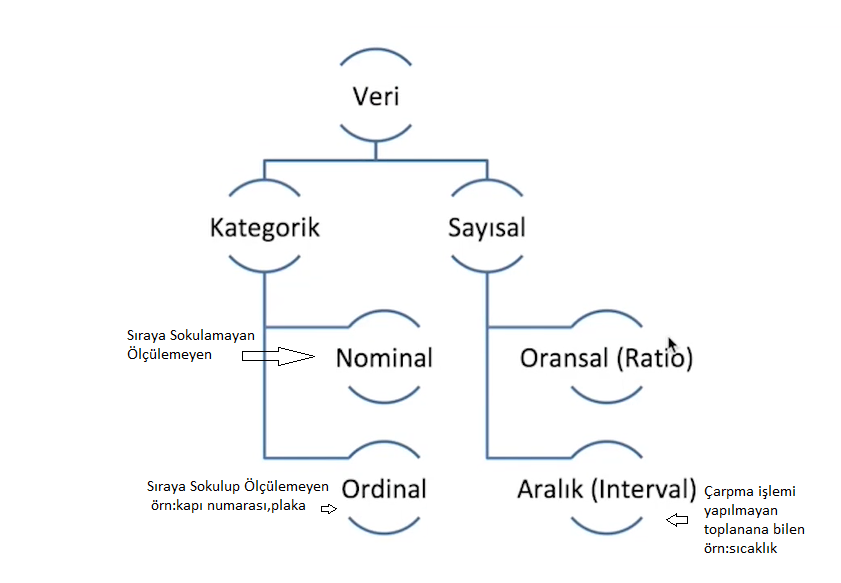 Veri
Kategorik
Sayısal
Sıraya Sokulamayan
Ölçülemeyen
Nominal
Oransal (Ratio)
Sıraya Sokulup Ölçülemeyen
örn:kapı numarası,plaka
Ordinal
Aralık (Interval)
Çarpma işlemi
yapılmayan
toplanana bilen
örn:sıcaklık